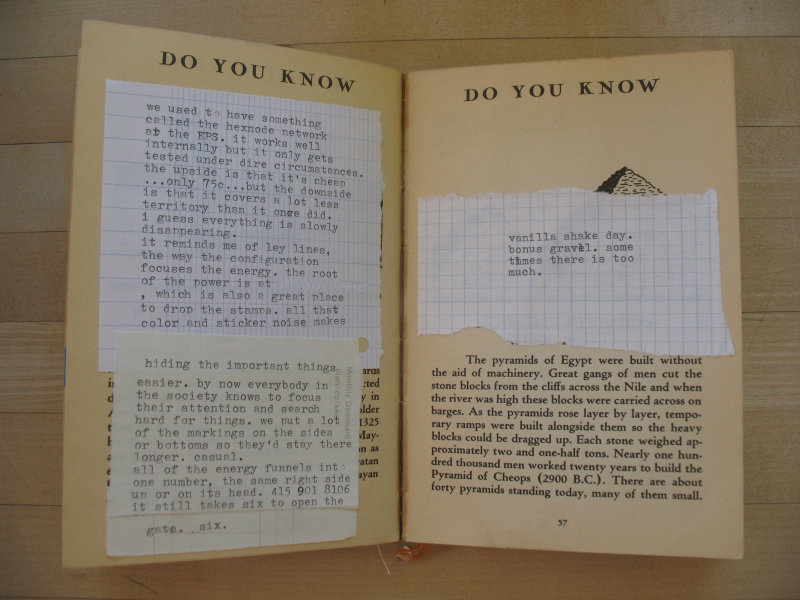 DO YOU KNOW
we used to have something
called the hexnode network
at the EPS. it works well
internally but it only gets
tested under dire circumstances.
the upside is that it's cheap
...only 75c...but the downside
is that it covers a lot less
territory than it once did.
i guess everything is slowly
disappearing.
it reminds me of ley lines,
the way the configuration
focuses the energy. the root
of the power is at
, which is also a great place
to drop the stamps. all that
color and sticker noise makes
hiding the important things
easier. by now everybody in
the society knows to focus
their attention and search
hard for things. we put a lot
of the markings on the sides
or bottoms so they'd stay there
longer. casual.
all of the energy funnels into
one number, the same right side
up or on its head. 415 901 8106
it still takes six to open the
gate. six.
Monthly
ards
cted
y in
older
1325
May-
on as
catan
ayan
DO YOU KNOW
vanilla shake day.
bonus gravel. some
times there is too
much.
The pyramids of Egypt were built without
the aid of machinery. Great gangs of men cut the
stone blocks from the cliffs across the Nile and when
the river was high these blocks were carried across on
barges. As the pyramids rose layer by layer, tempo-
rary ramps were built alongside them so the heavy
blocks could be dragged up. Each stone weighed ap-
proximately two and one-half tons. Nearly one hun-
dred thousand men worked twenty years to build the
Pyramid of Cheops (2900 B.C.). There are about
forty pyramids standing today, many of them small.
57